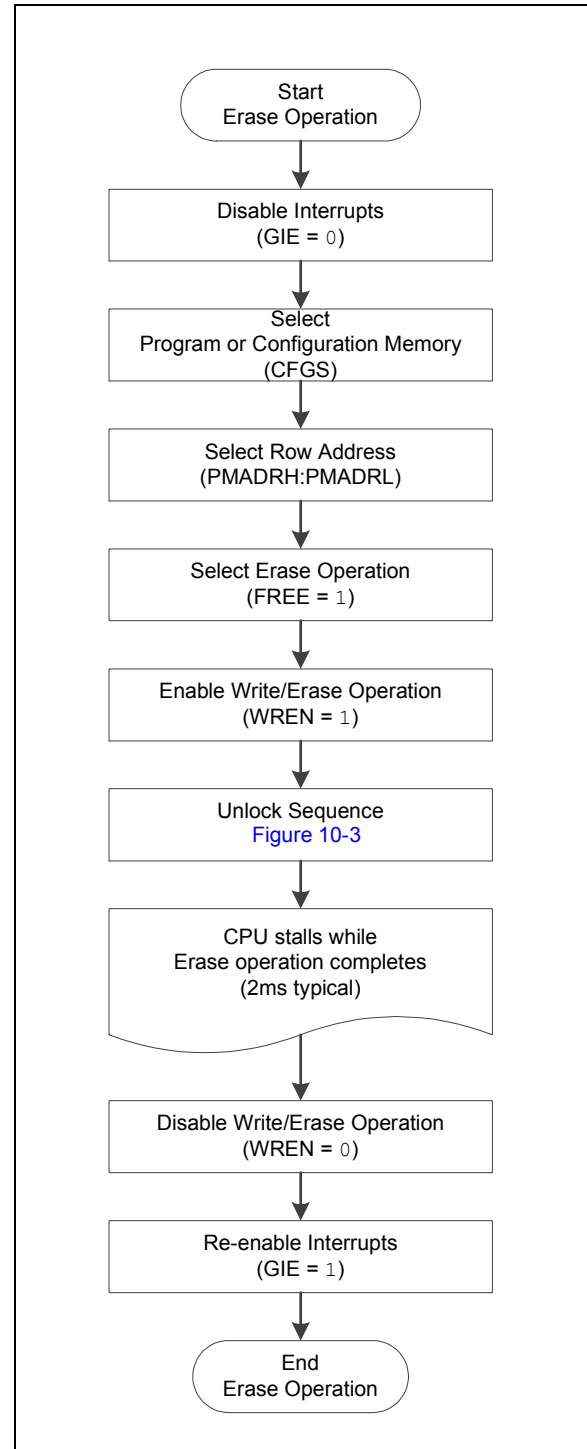 Start
Erase Operation
Disable Interrupts
(GIE = 0)
Select
Program or Configuration Memory
(CFGS)
Select Row Address
(PMADRH:PMADRL)
Select Erase Operation
(FREE = 1)
Enable Write/Erase Operation
(WREN = 1)
Unlock Sequence
Figure 10-3
CPU stalls while
Erase operation completes
(2ms typical)
Disable Write/Erase Operation
(WREN = 0)
Re-enable Interrupts
(GIE = 1)
End
Erase Operation